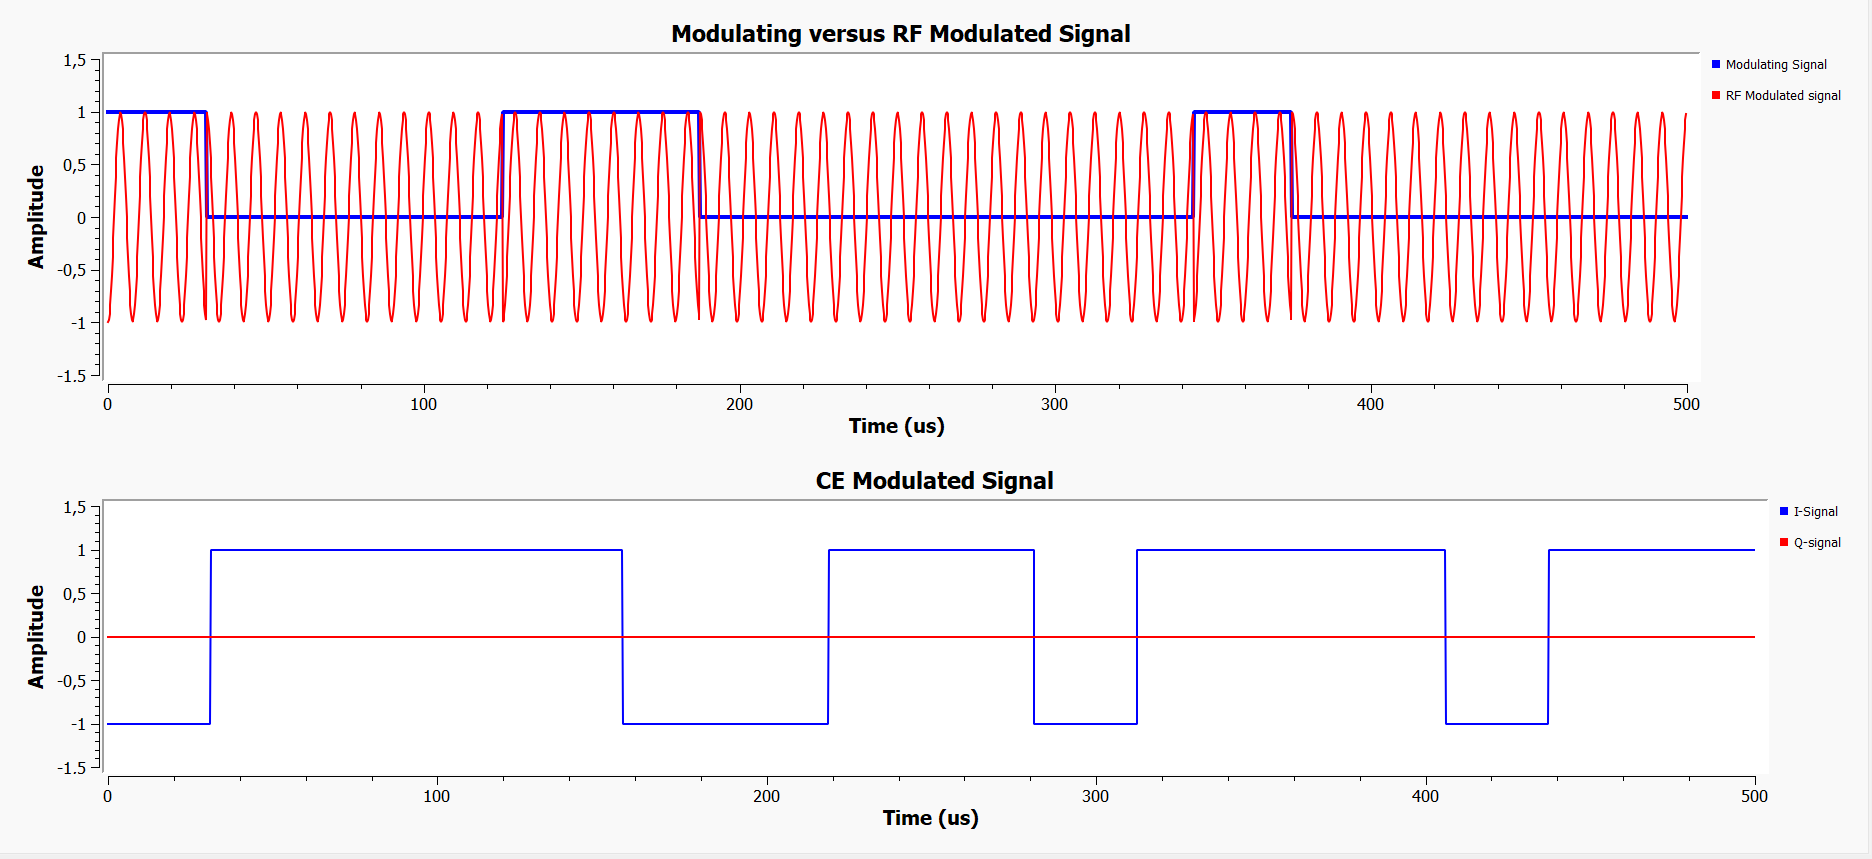 Modulating versus RF Modulated Signal
1,5
1
0,5
0
-0,5
-1
-1.5
Amplitude
0 100 200 300 400 500
Time (us)
Modulating Signal
RF Modulated signal
CE Modulated Signal
1,5
1
0,5
0
-0,5
-1
-1.5
Amplitude
0 100 200 300 400 500
Time (us)
I-Signal
Q-signal